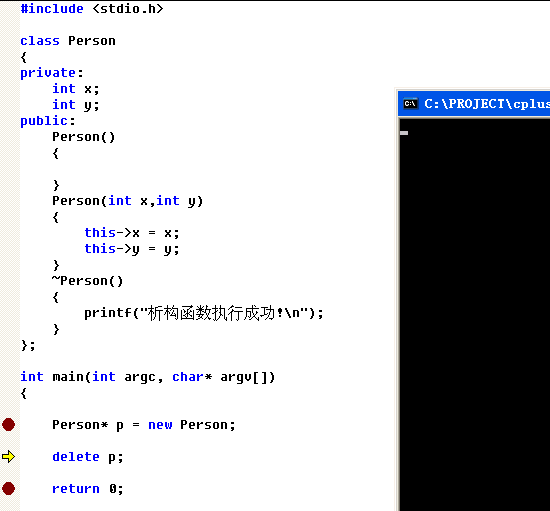 #include <stdio.h>
class Person
{
private:
    int x;
    int y;
public:
    Person()
    {
    }
    Person(int x,int y)
    {
        this->x = x;
        this->y = y;
    }
    ~Person()
    {
        printf("析构函数执行成功!\n");
    }
};
int main(int argc, char* argv[])
{
    Person* p = new Person;
    delete p;
    return 0;
C:\PROJECT\cplus